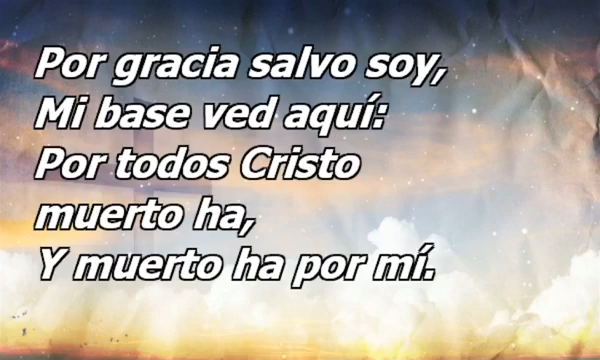 Por gracia salvo soy,
Mi base ved aquí:
Por todos Cristo
muerto ha,
Y muerto ha por mí.